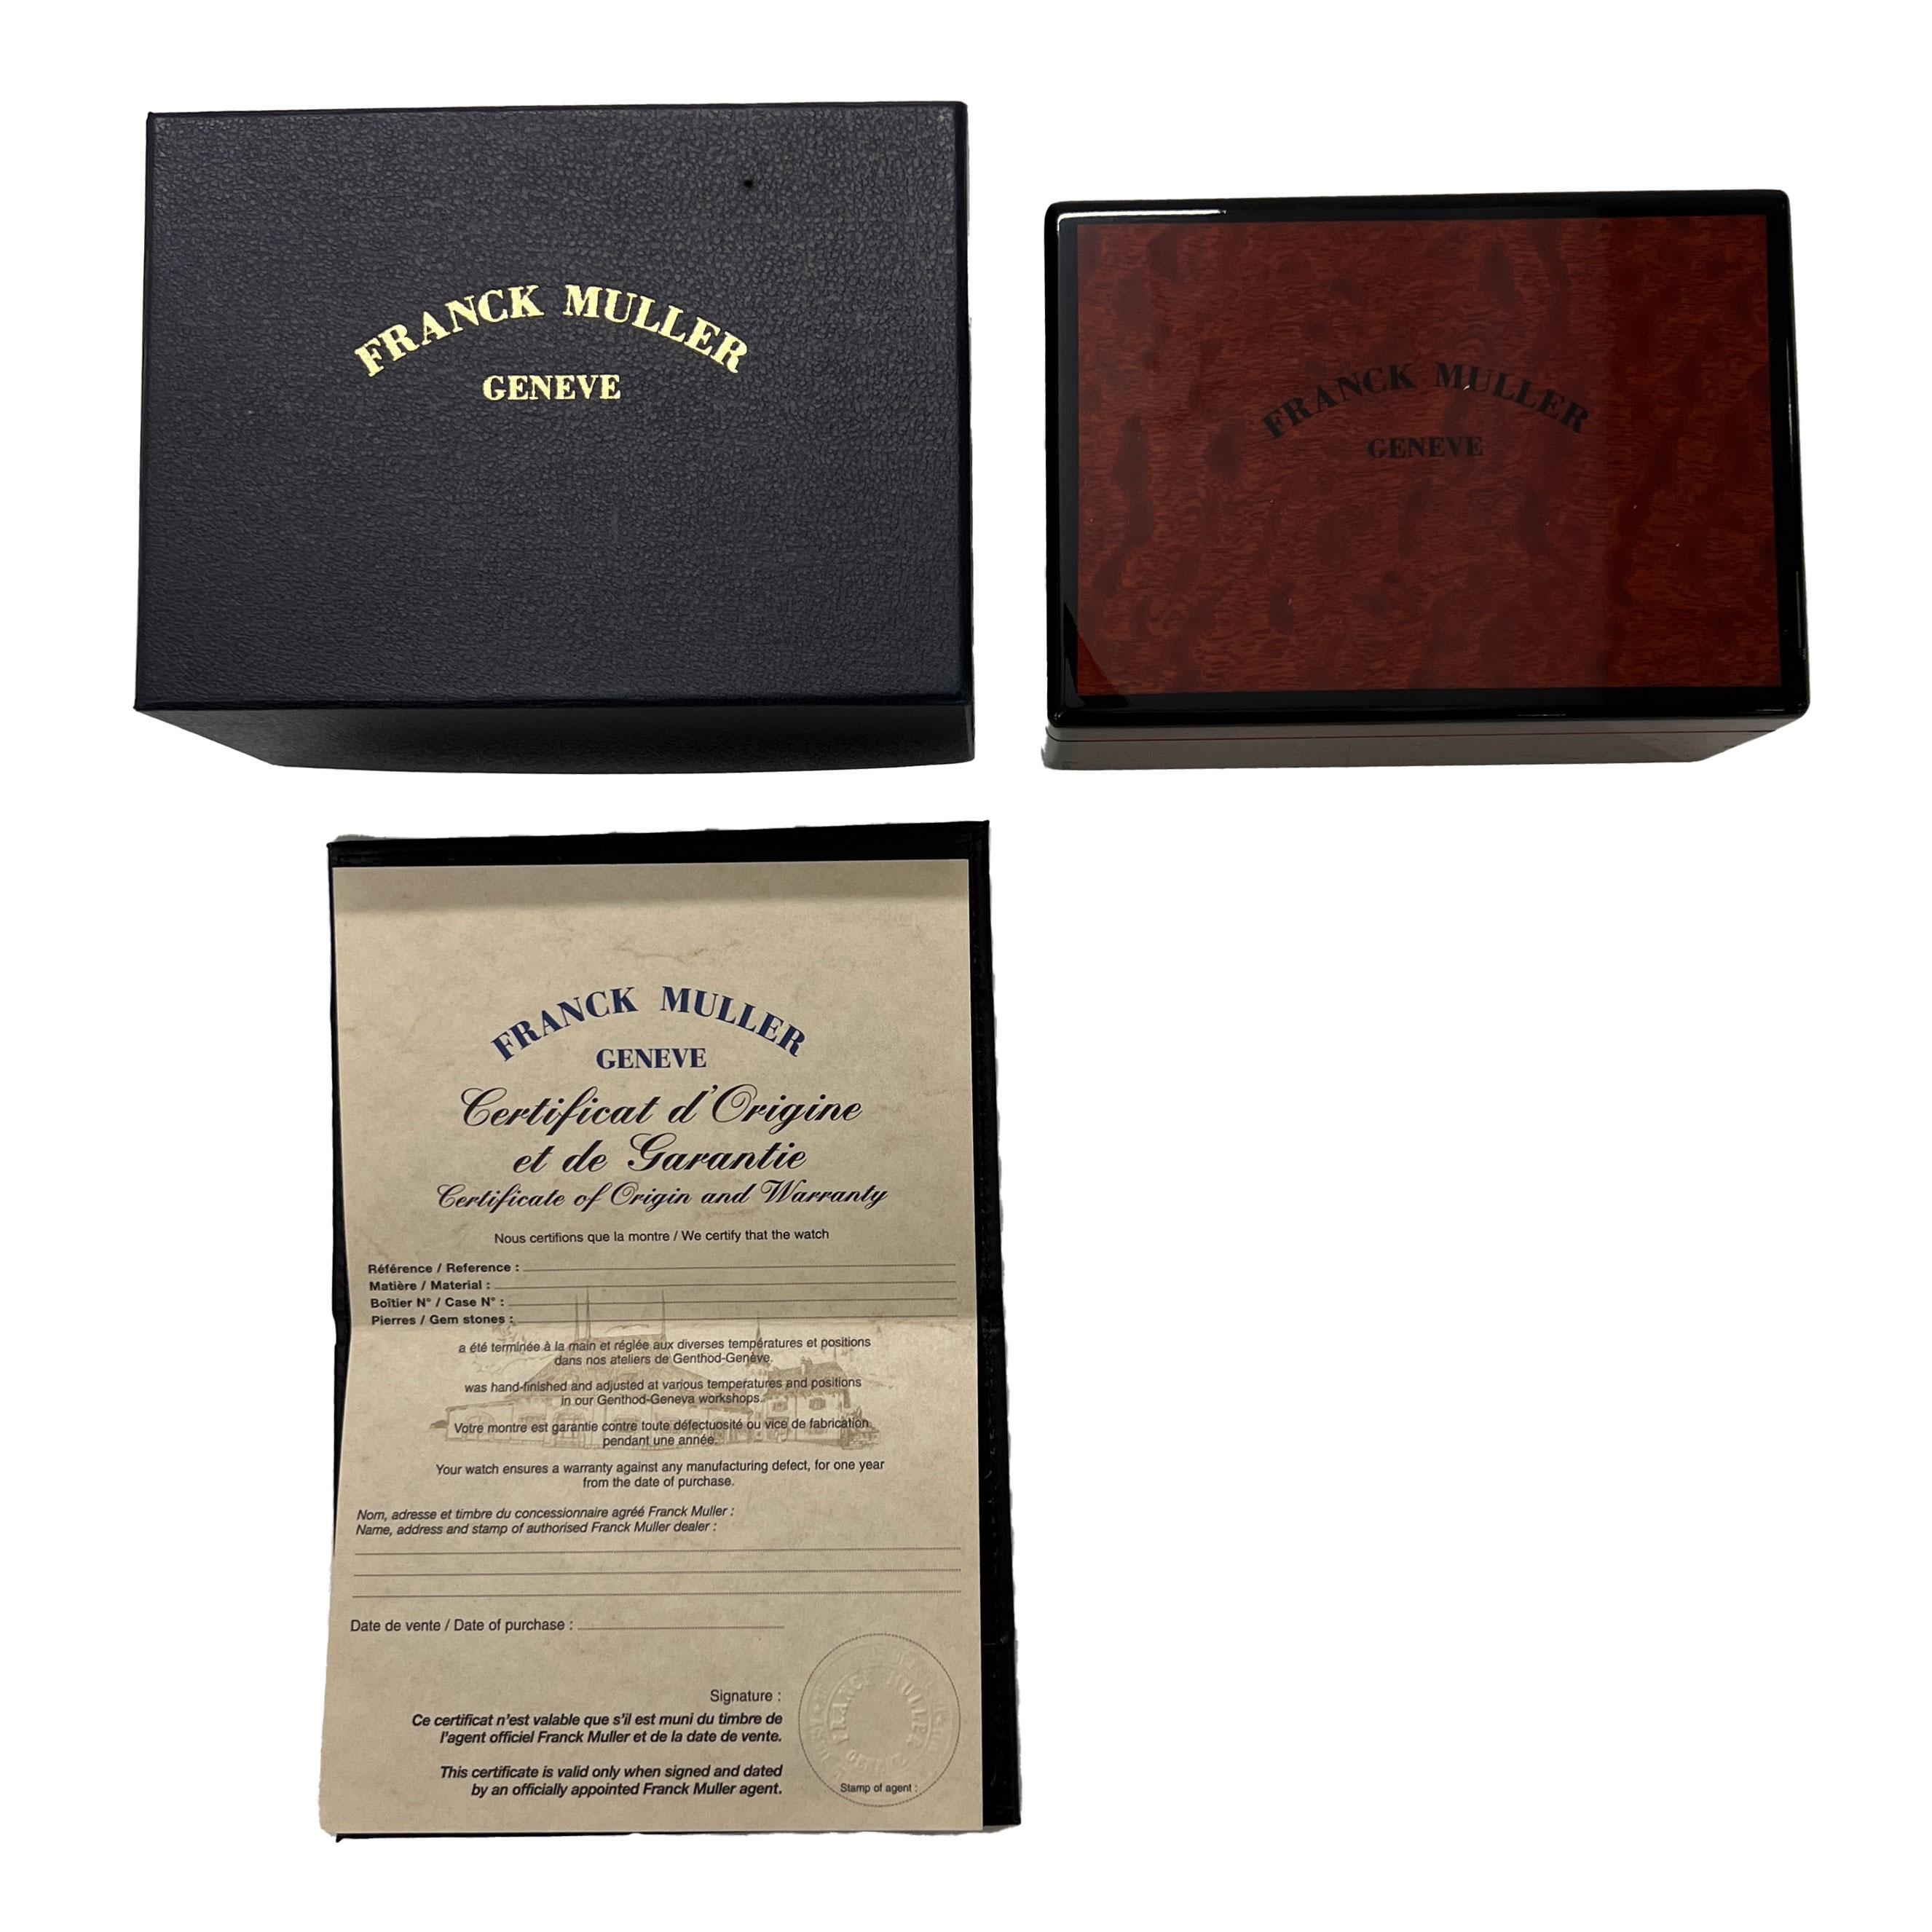 FRANCK MULLER
GENEVE
FRANCK MULLER
GENEVE
FRANCK MULLER
GENEVE
Certificat d'Origine
et de Garantie
Certificate of Origin and Warranty
Nous certifions que la montre / We certify that the watch
Référence / Reference :
Matière / Material :
Boîtier N° / Case N° :
Pierres / Gem stones :
a été terminée à la main et réglée aux diverses températures et positions
dans nos ateliers de Genthod-Genève.
was hand-finished and adjusted at various temperatures and positions
in our Genthod-Geneva workshops.
Votre montre est garantie contre toute défectuosité ou vice de fabrication
pendant une année.
Your watch ensures a warranty against any manufacturing defect, for one year
from the date of purchase.
Nom, adresse et timbre du concessionnaire agréé Franck Muller :
Name, address and stamp of authorised Franck Muller dealer :
Date de vente / Date of purchase :
Signature :
Ce certificat n'est valable que s'il est muni du timbre de
l'agent officiel Franck Muller et de la date de vente.
This certificate is valid only when signed and dated
by an officially appointed Franck Muller agent.
FRANCK MULLER
GENEVE
Stamp of agent :